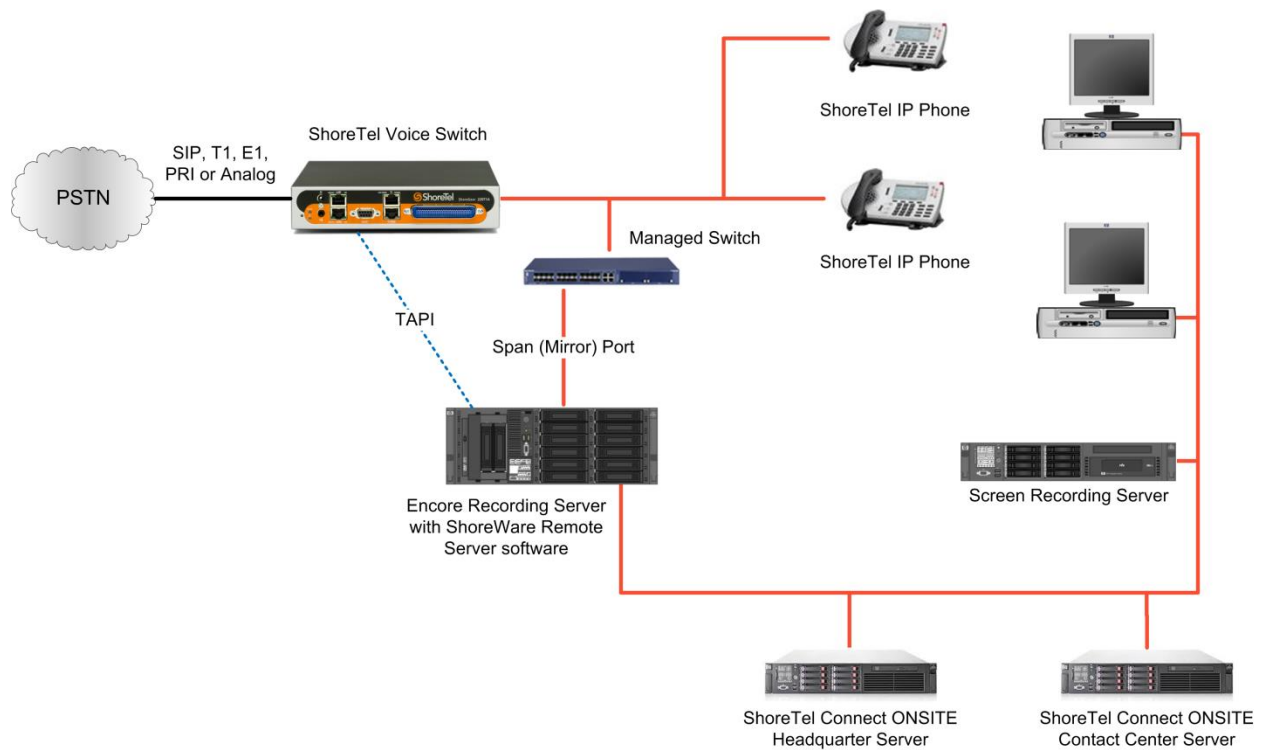 ShoreTel IP Phone
ShoreTel Voice Switch
SIP, T1, E1,
PRI or Analog
PSTN
ShoreTel
Managed Switch
ShoreTel IP Phone
TAPI
Span (Mirror) Port
Encore Recording Server
with ShoreWare Remote
Server software
Screen Recording Server
ShoreTel Connect ONSITE
Headquarter Server
ShoreTel Connect ONSITE
Contact Center Server